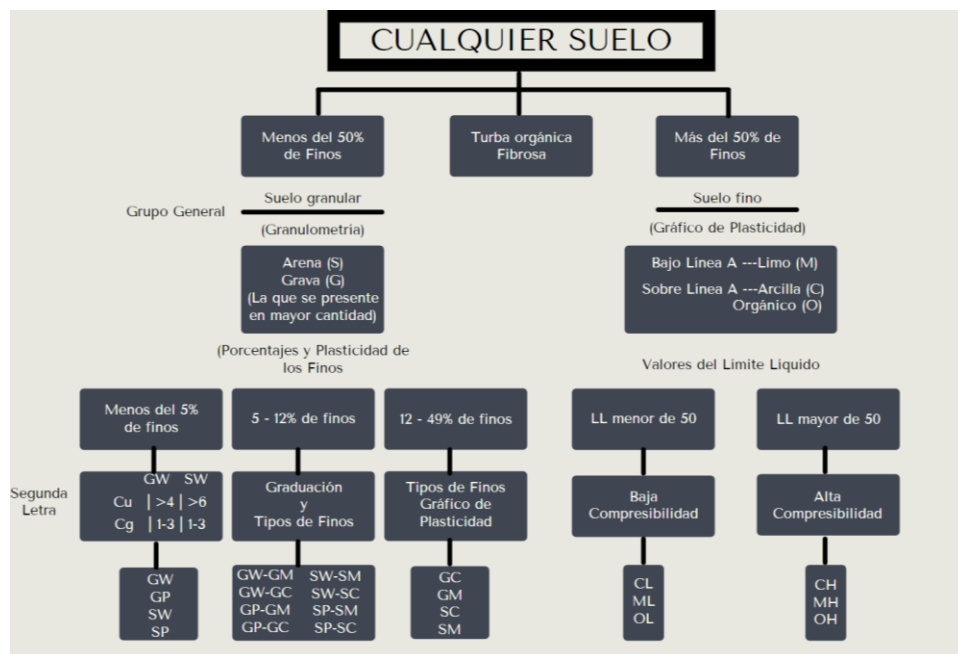 CUALQUIER SUELO
Menos del 50%
de Finos
Turba orgánica
Fibrosa
Más del 50% de
Finos
Grupo General
Suelo granular
(Granulometría)
Suelo fino
(Gráfico de Plasticidad)
Arena (S)
Grava (G)
(La que se presente
en mayor cantidad)
Bajo Linea A ---Limo (M)
Sobre Linea A ---Arcilla (C)
Orgánico (O)
(Porcentajes y Plasticidad de
los Finos
Valores del Limite Liquido
Menos del 5%
de finos
5 - 12% de finos
12 - 49% de finos
LL menor de 50
LL mayor de 50
Segunda
Letra
GW SW
Cu | >4 | >6
Cg | 1-3 | 1-3
Graduación
y
Tipos de Finos
Tipos de Finos
Gráfico de
Plasticidad
Baja
Compresibilidad
Alta
Compresibilidad
GW
GP
SW
SP
GW-GM SW-SM
GW-GC SW-SC
GP-GM SP-SM
GP-GC SP-SC
GC
GM
SC
SM
CL
ML
OL
CH
MH
OH